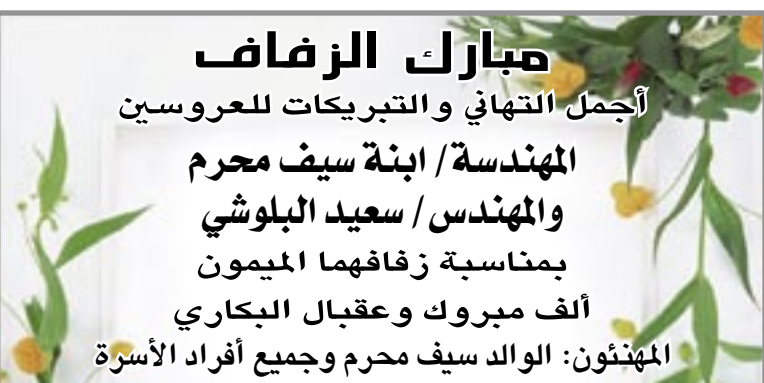 مبارك الزفاف
أجمل التهاني والتبريكات للعروسين
المهندسة/ ابنة سيف محرم
والمهندس/ سعيد البلوشي
بمناسبة زفافهما الميمون
ألف مبروك وعقبال البكاري
المهنئون: الوالد سيف محرم وجميع أفراد الأسرة